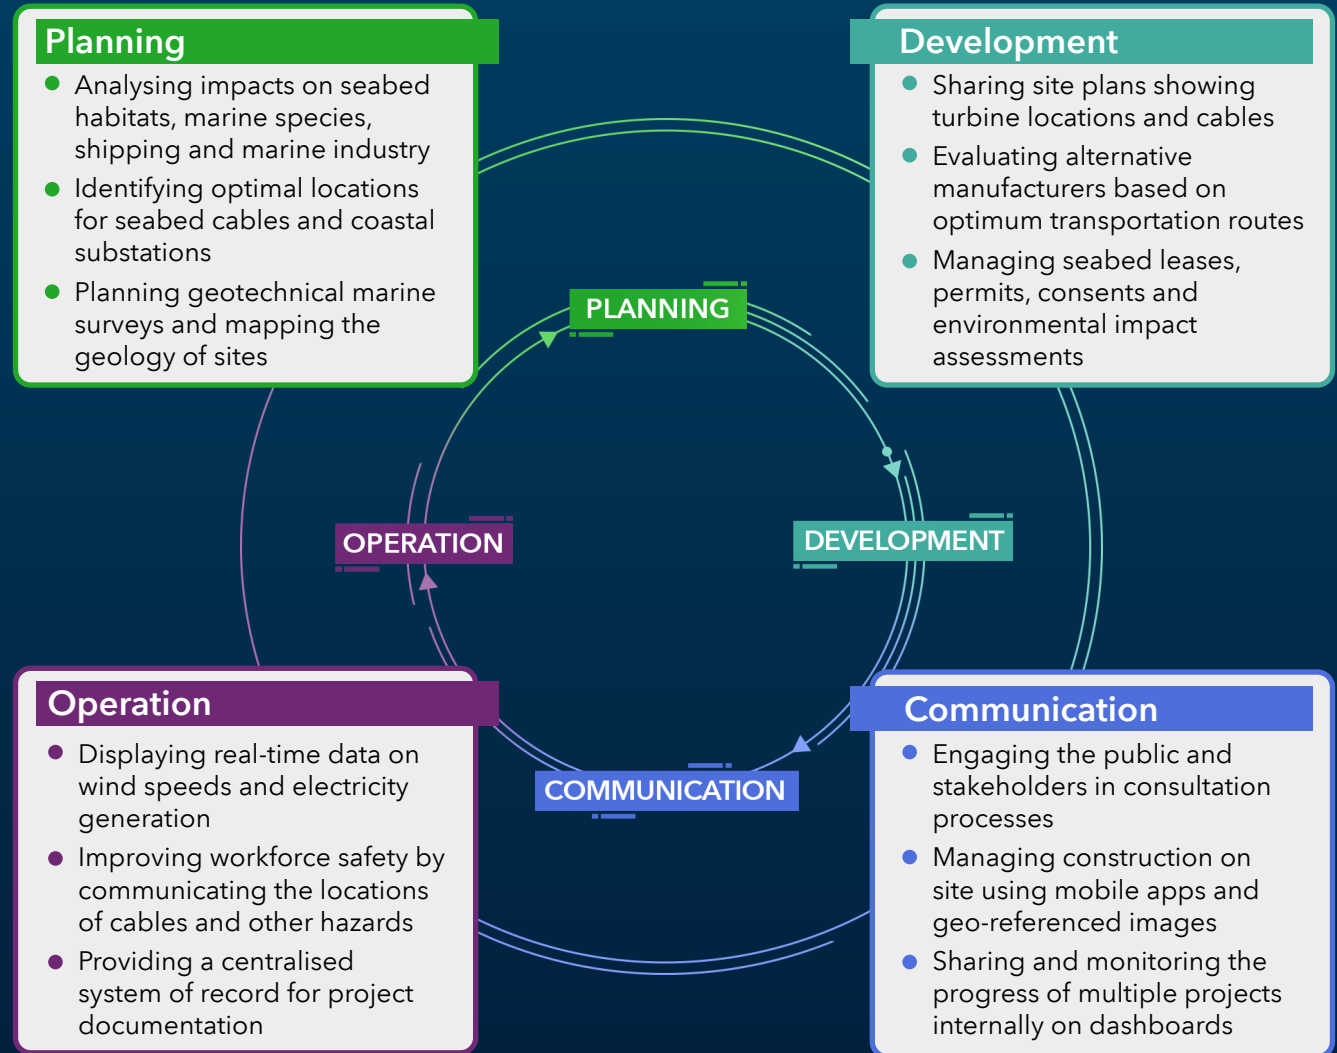 Planning
Analysing impacts on seabed
habitats, marine species,
shipping and marine industry
Identifying optimal locations
for seabed cables and coastal
substations
Planning geotechnical marine
surveys and mapping the
geology of sites
Development
Sharing site plans showing
turbine locations and cables
Evaluating alternative
manufacturers based on
optimum transportation routes
Managing seabed leases,
permits, consents and
environmental impact
assessments
PLANNING
OPERATION
DEVELOPMENT
COMMUNICATION
Operation
Displaying real-time data on
wind speeds and electricity
generation
Improving workforce safety by
communicating the locations
of cables and other hazards
Providing a centralised
system of record for project
documentation
Communication
Engaging the public and
stakeholders in consultation
processes
Managing construction on
site using mobile apps and
geo-referenced images
Sharing and monitoring the
progress of multiple projects
internally on dashboards